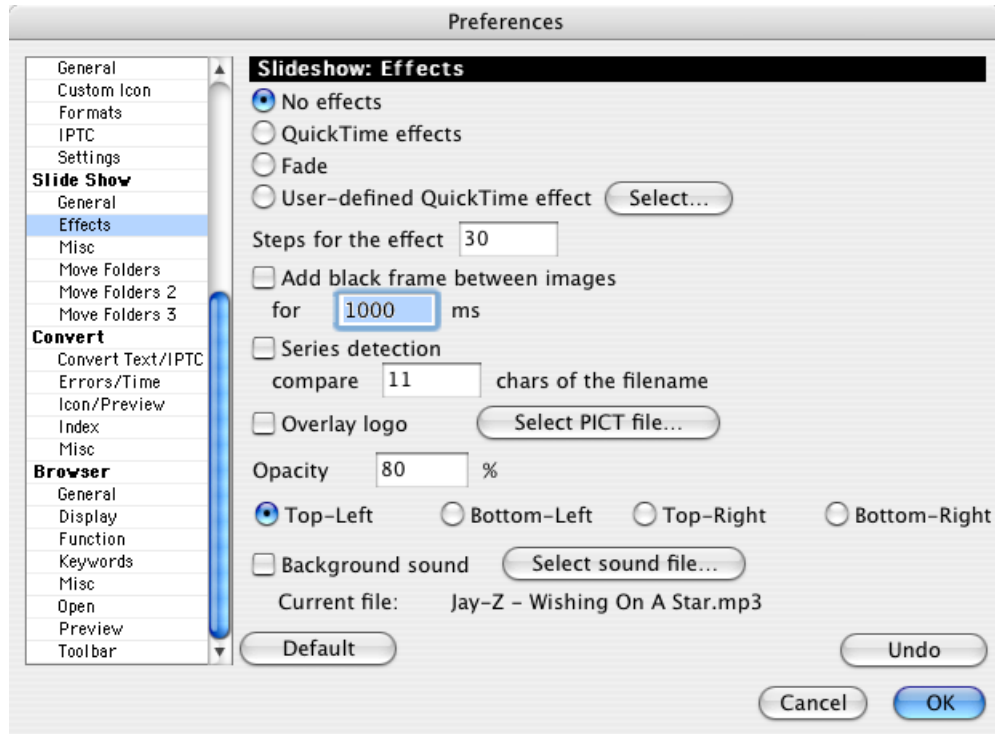 Preferences
General
Custom Icon
Formats
IPTC
Settings
Slide Show
General
Effects
Misc
Move Folders
Move Folders 2
Move Folders 3
Convert
Convert Text/IPTC
Errors/Time
Icon/Preview
Index
Misc
Browser
General
Display
Function
Keywords
Misc
Open
Preview
Toolbar
Slideshow: Effects
No effects
QuickTime effects
Fade
User-defined QuickTime effect Select...
Steps for the effect 30
Add black frame between images
for 1000 ms
Series detection
compare 11 chars of the filename
Overlay logo Select PICT file...
Opacity 80 %
Top-Left Bottom-Left Top-Right Bottom-Right
Background sound Select sound file...
Current file: Jay-Z - Wishing On A Star.mp3
Default Undo
Cancel OK